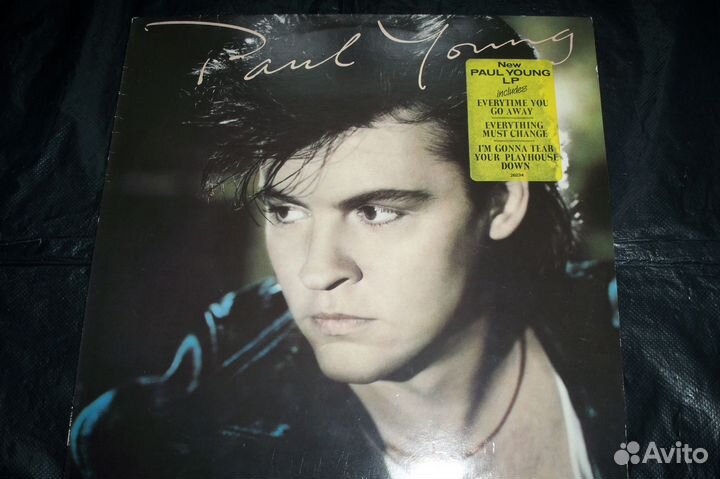 Paul Young
New
PAUL YOUNG
LP
includes
EVERYTIME YOU
GO AWAY
EVERYTHING
MUST CHANGE
I'M GONNA TEAR
YOUR PLAYHOUSE
DOWN
26234
Avito